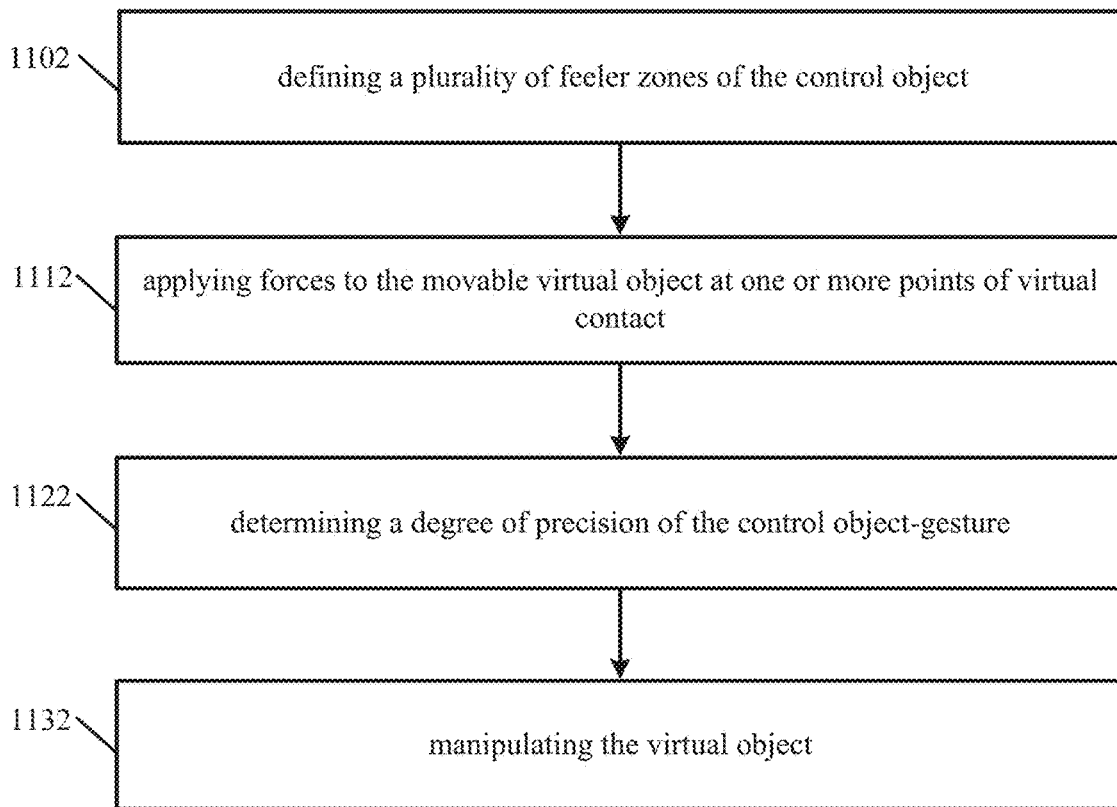 1102
defining a plurality of feeler zones of the control object
1112
applying forces to the movable virtual object at one or more points of virtual
contact
1122
determining a degree of precision of the control object-gesture
1132
manipulating the virtual object